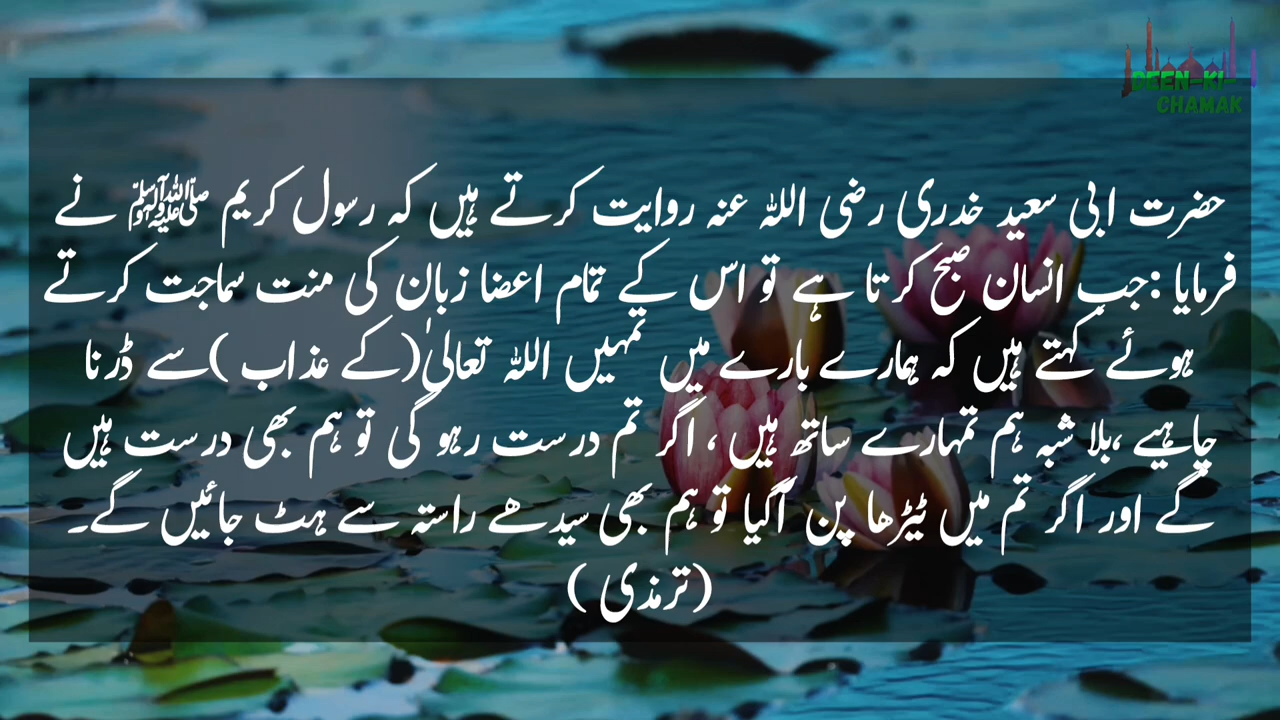 DEEN-KI-
CHAMAK
حضرت ابی سعید خدری رضی اللہ عنہ روایت کرتے ہیں کہ رسول کریم ﷺ نے
فرمایا :جب انسان صبح کرتا ہے تو اس کے تمام اعضا زبان کی منت سماجت کرتے
ہوئے کہتے ہیں کہ ہمارے بارے میں تمہیں اللہ تعالیٰ(کے عذاب )سے ڈرنا
چاہیے ،بلا شبہ ہم تمہارے ساتھ ہیں ، اگر تم درست رہو گی تو ہم بھی درست ہیں
گے اور اگر تم میں ٹیڑھا پن آگیا تو ہم بھی سیدھے راستہ سے ہٹ جائیں گے۔
(ترمذی )